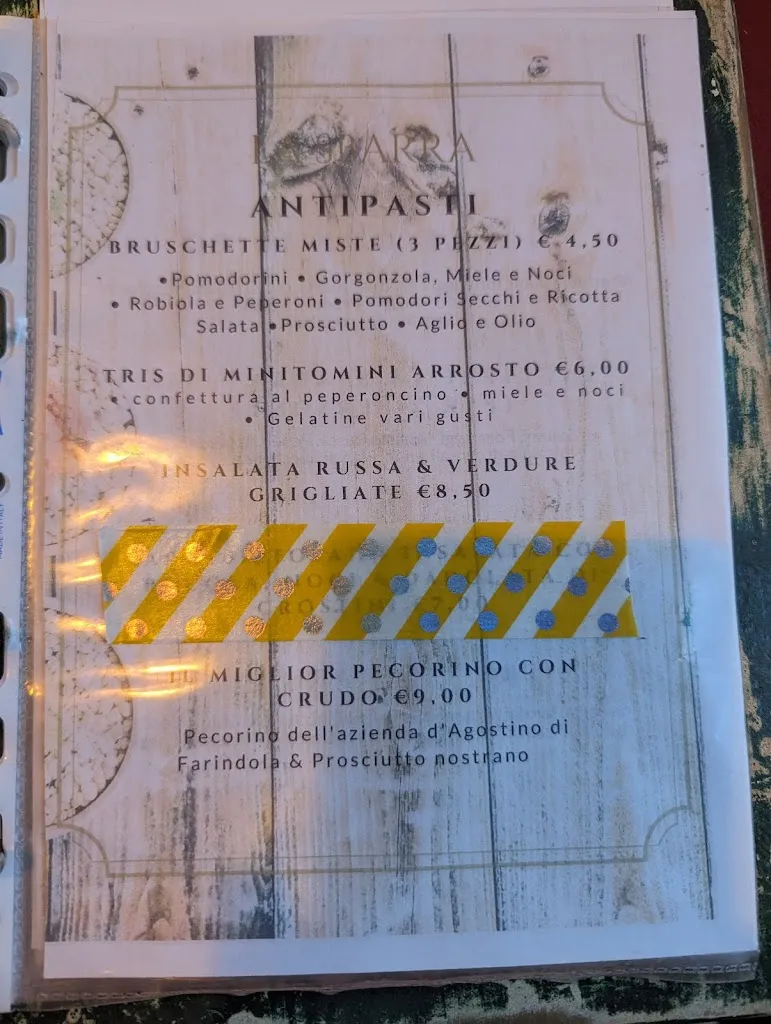 ANTIPASTI
BRUSCHETTE MISTE (3 PEZZI) € 4,50
•Pomodorini • Gorgonzola, Miele e Noci
• Robiola e Peperoni • Pomodori Secchi e Ricotta
Salata •Prosciutto • Aglio e Olio
TRIS DI MINITOMINI ARROSTO €6,00
• confettura al peperoncino • miele e noci
• Gelatine vari gusti
INSALATA RUSSA & VERDURE
GRIGLIATE €8,50
IL MIGLIOR PECORINO CON
CRUDO €9,00
Pecorino dell'azienda d'Agostino di
Farindola & Prosciutto nostrano